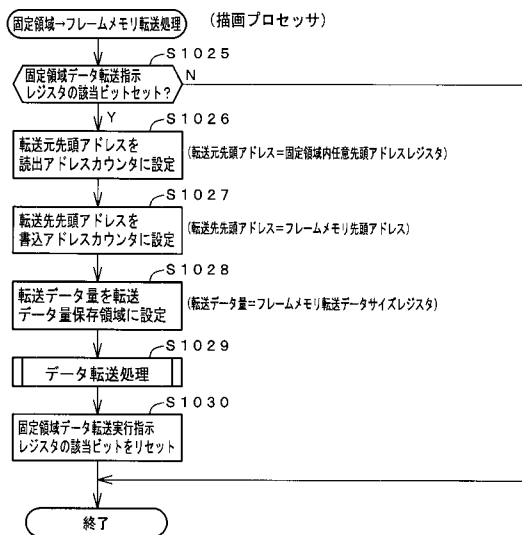 固定領域→フレームメモリ転送処理 (描画プロセッサ)
S1025
固定領域データ転送指示
レジスタの該当ビットセット?
N
Y
S1026
転送元先頭アドレスを
読出アドレスカウンタに設定
(転送元先頭アドレス=固定領域内任意先頭アドレスレジスタ)
S1027
転送先先頭アドレスを
書込アドレスカウンタに設定
(転送先先頭アドレス=フレームメモリ先頭アドレス)
S1028
転送データ量を転送
データ量保存領域に設定
(転送データ量=フレームメモリ転送データサイズレジスタ)
S1029
データ転送処理
S1030
固定領域データ転送実行指示
レジスタの該当ビットをリセット
終了